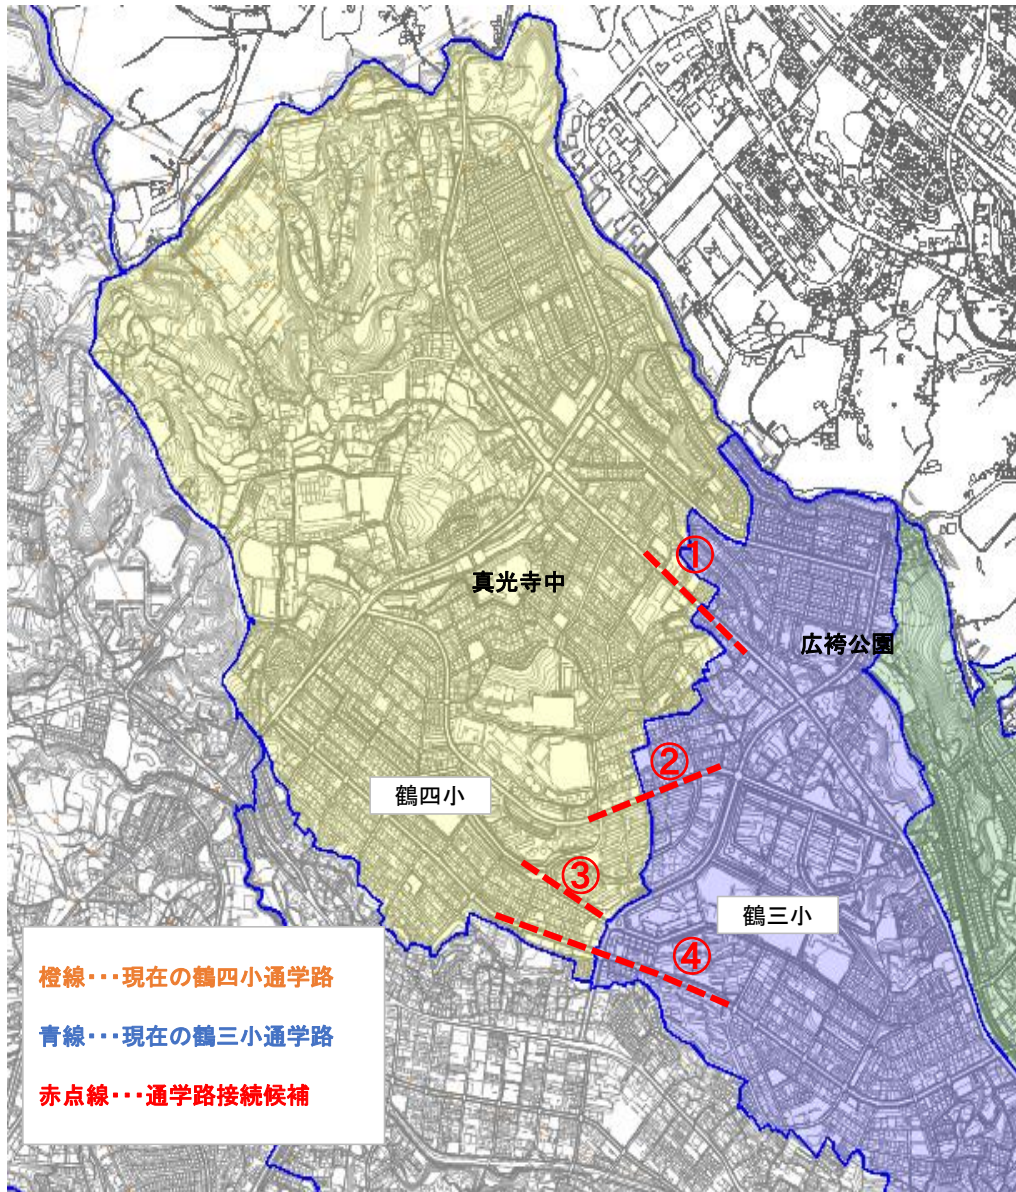 ①
真光寺中
広袴公園
②
鶴四小
③
鶴三小
④
橙線･･･現在の鶴四小通学路
青線･･･現在の鶴三小通学路
赤点線･･･通学路接続候補